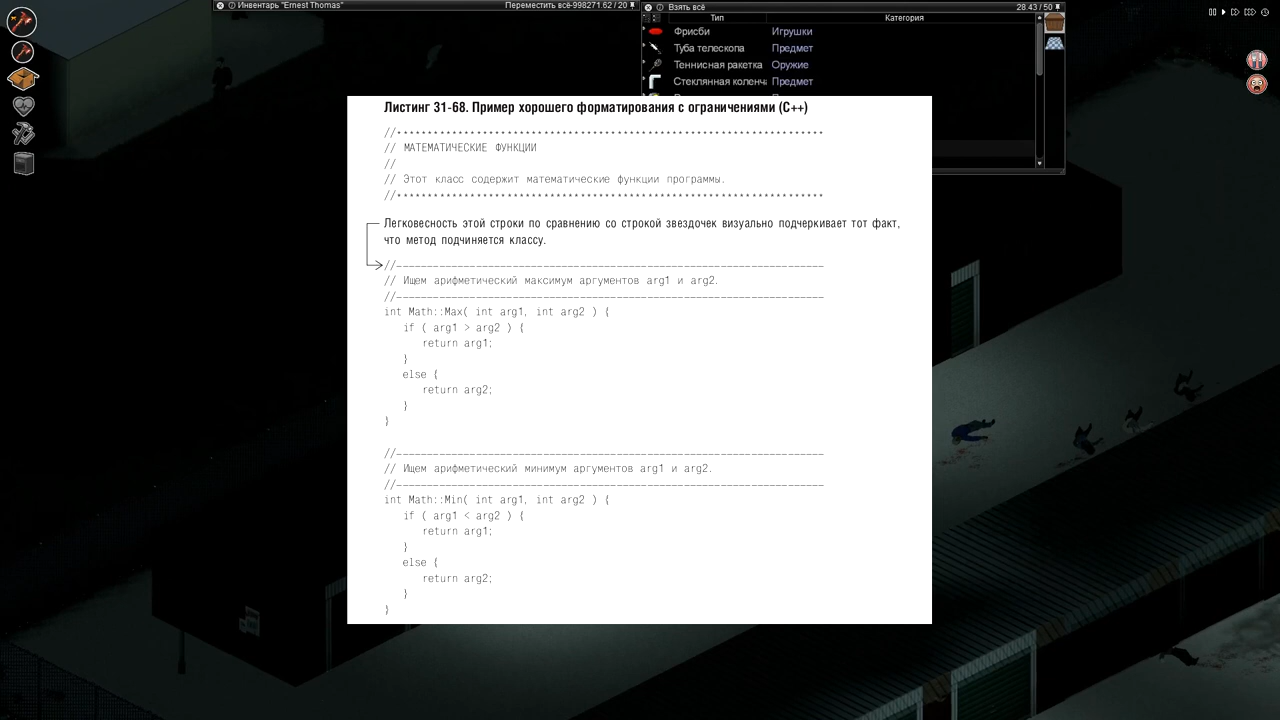 Инвентарь "Ernest Thomas" Переместить всё -998271.62 / 20
Взять всё 28.43 / 50
Тип Категория
Фрисби Игрушки
Туба телескопа Предмет
Теннисная ракетка Оружие
Стеклянная коленч Предмет
Листинг 31-68. Пример хорошего форматирования с ограничениями (C++)
//**********************************************************************
// МАТЕМАТИЧЕСКИЕ ФУНКЦИИ
//
// Этот класс содержит математические функции программы.
//**********************************************************************
Легковесность этой строки по сравнению со строкой звездочек визуально подчеркивает тот факт,
что метод подчиняется классу.
//----------------------------------------------------------------------
// Ищем арифметический максимум аргументов arg1 и arg2.
//----------------------------------------------------------------------
int Math::Max( int arg1, int arg2 ) {
if ( arg1 > arg2 ) {
return arg1;
}
else {
return arg2;
}
}
//----------------------------------------------------------------------
// Ищем арифметический минимум аргументов arg1 и arg2.
//----------------------------------------------------------------------
int Math::Min( int arg1, int arg2 ) {
if ( arg1 < arg2 ) {
return arg1;
}
else {
return arg2;
}
}